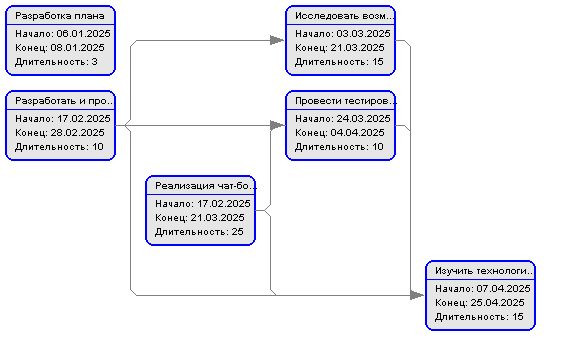 Разработка плана
Начало: 06.01.2025
Конец: 08.01.2025
Длительность: 3
Исследовать возм...
Начало: 03.03.2025
Конец: 21.03.2025
Длительность: 15
Разработать и про...
Начало: 17.02.2025
Конец: 28.02.2025
Длительность: 10
Провести тестиров...
Начало: 24.03.2025
Конец: 04.04.2025
Длительность: 10
Реализация чат-бо...
Начало: 17.02.2025
Конец: 21.03.2025
Длительность: 25
Изучить технологи...
Начало: 07.04.2025
Конец: 25.04.2025
Длительность: 15